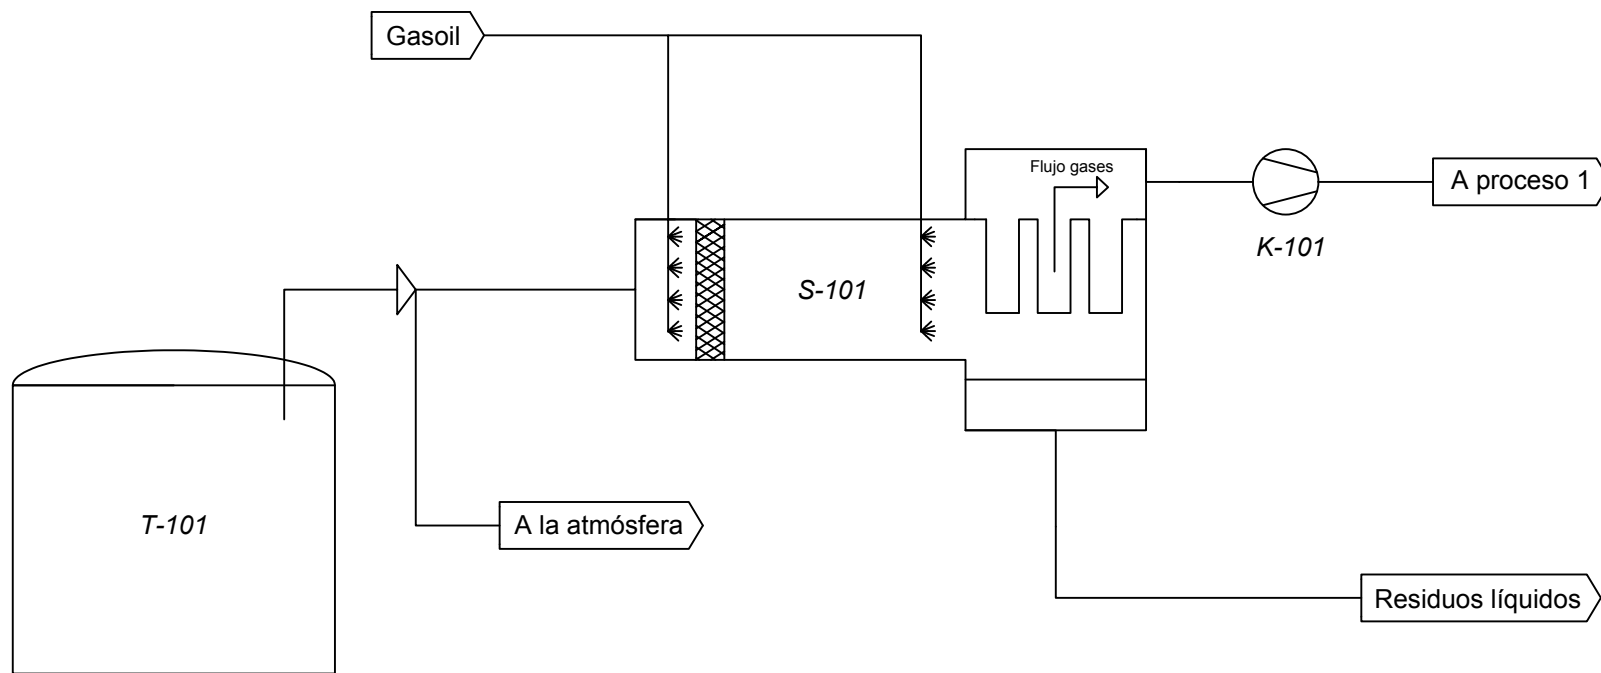 Gasoil
Flujo gases
A proceso 1
K-101
S-101
T-101
A la atmósfera
Residuos líquidos